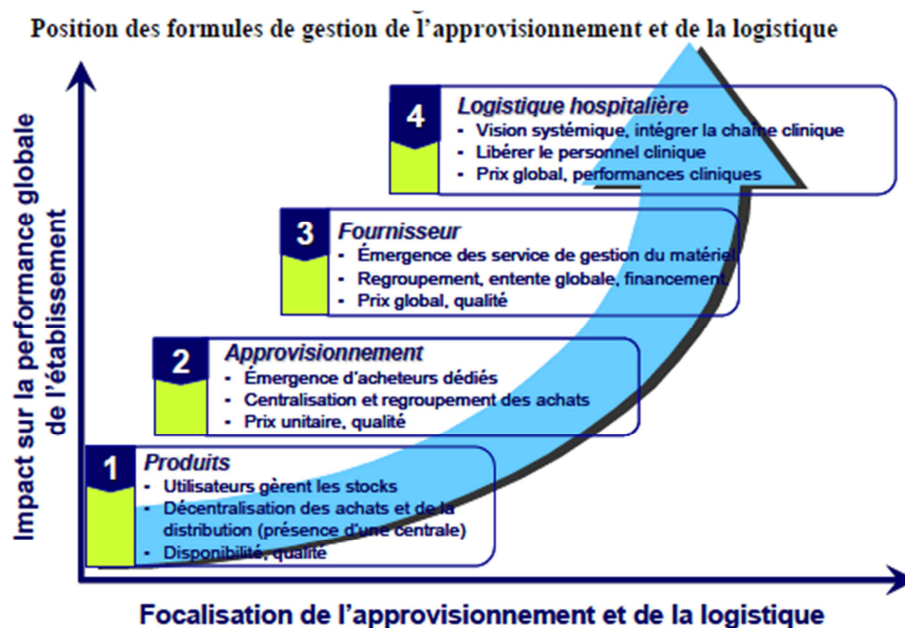 Position des formules de gestion de l'approvisionnement et de la logistique
Impact sur la performance globale
de l'établissement
4
Logistique hospitalière
- Vision systémique, intégrer la chaîne clinique
- Libérer le personnel clinique
- Prix global, performances cliniques
3
Fournisseur
- Émergence des service de gestion du matériel
- Regroupement, entente globale, financement
- Prix global, qualité
2
Approvisionnement
- Émergence d'acheteurs dédiés
- Centralisation et regroupement des achats
- Prix unitaire, qualité
1
Produits
- Utilisateurs gèrent les stocks
- Décentralisation des achats et de la
distribution (présence d'une centrale)
- Disponibilité, qualité
Focalisation de l'approvisionnement et de la logistique